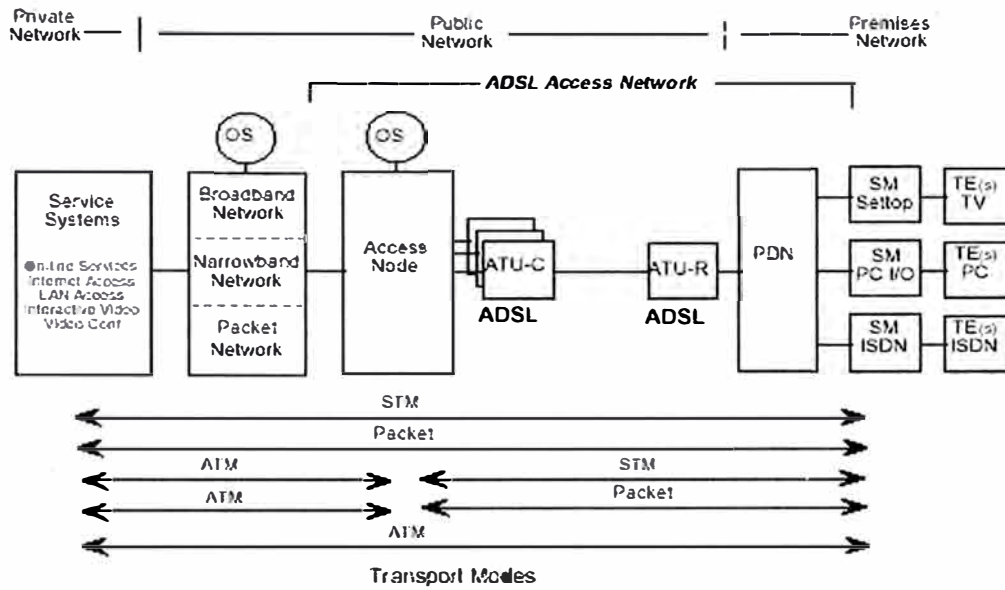 Private
Network
Public
Network
Premises
Network
ADSL Access Network
OS
OS
Service
Systems
On-line Services
Internet Access
LAN Access
Interactive Video
Video Conf
Broadband
Network
Narrowband
Network
Packet
Network
Access
Node
ATU-C
ADSL
ATU-R
ADSL
PDN
SM
Settop
TE(s)
TV
SM
PC I/O
TE(s)
PC
SM
ISDN
TE(s)
ISDN
STM
Packet
ATM
STM
ATM
Packet
ATM
Transport Modes